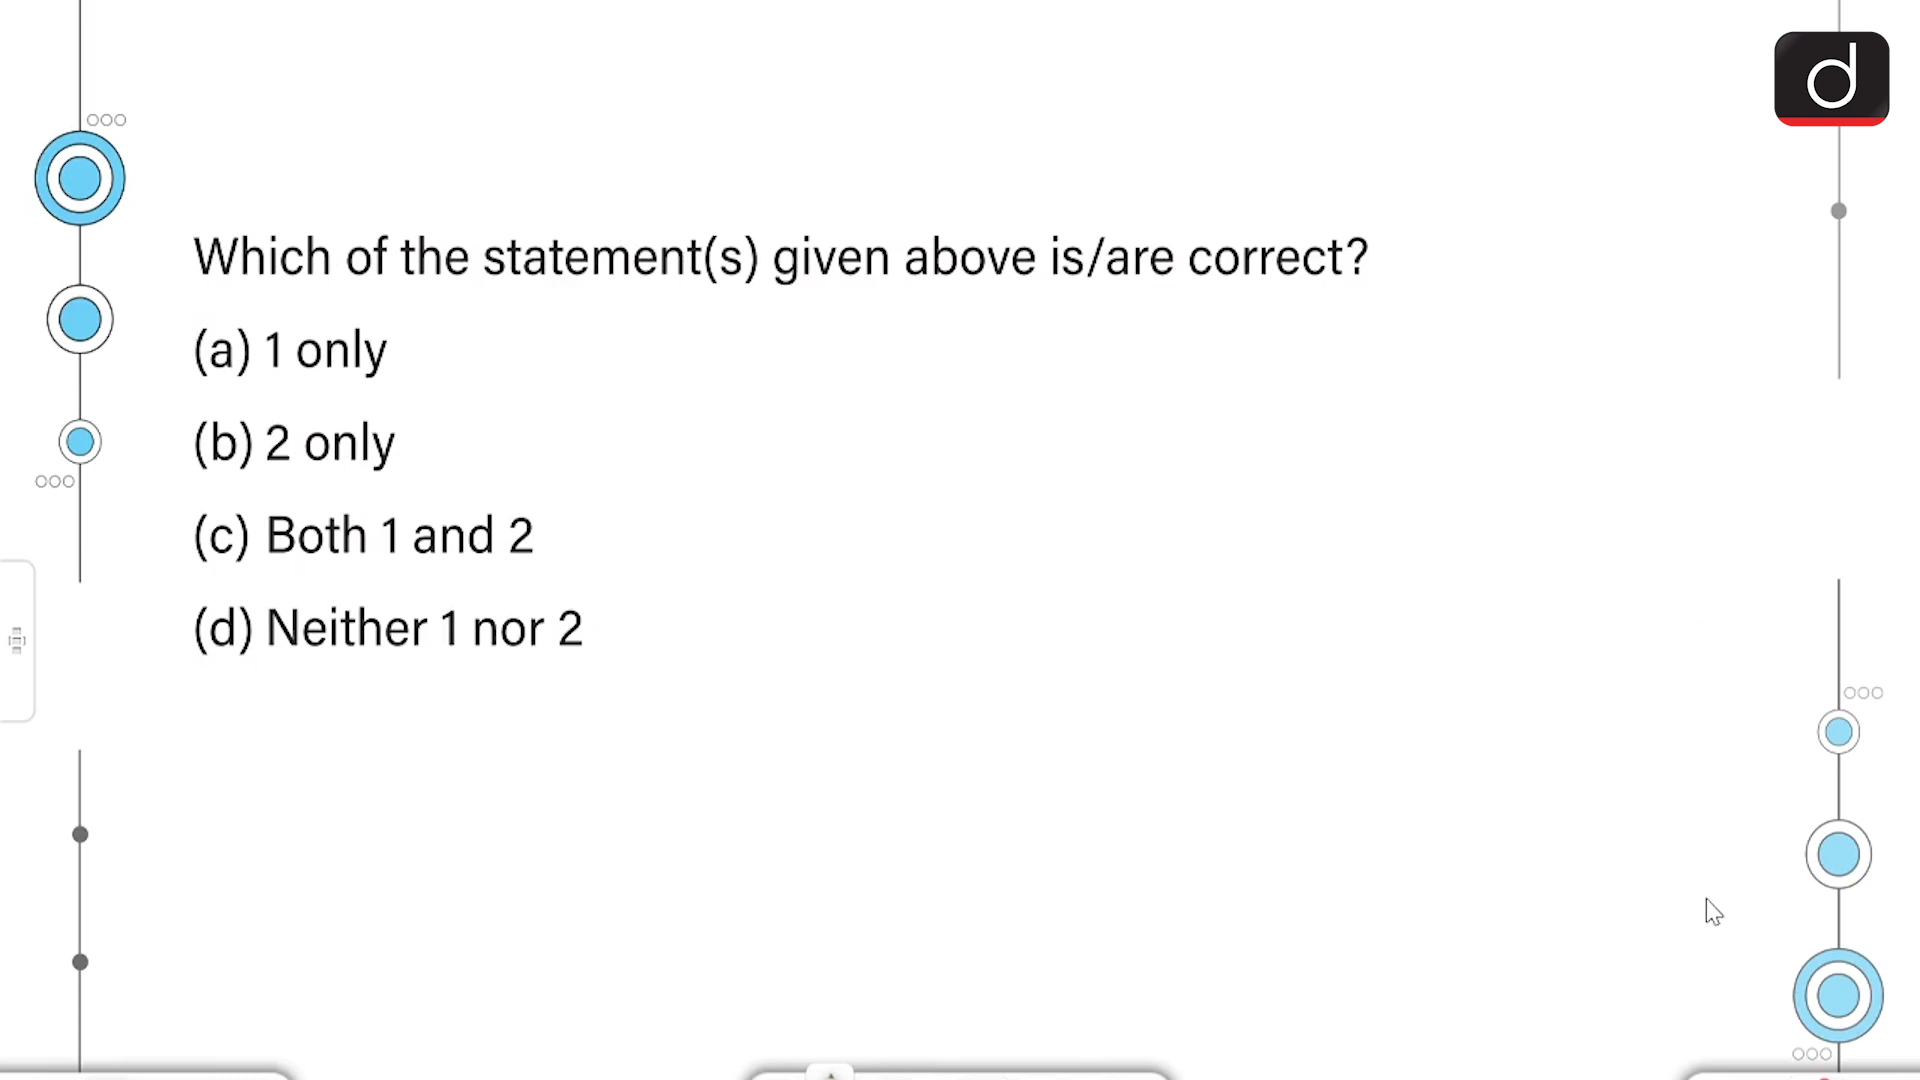 d
Which of the statement(s) given above is/are correct?
(a) 1 only
(b) 2 only
(c) Both 1 and 2
(d) Neither 1 nor 2